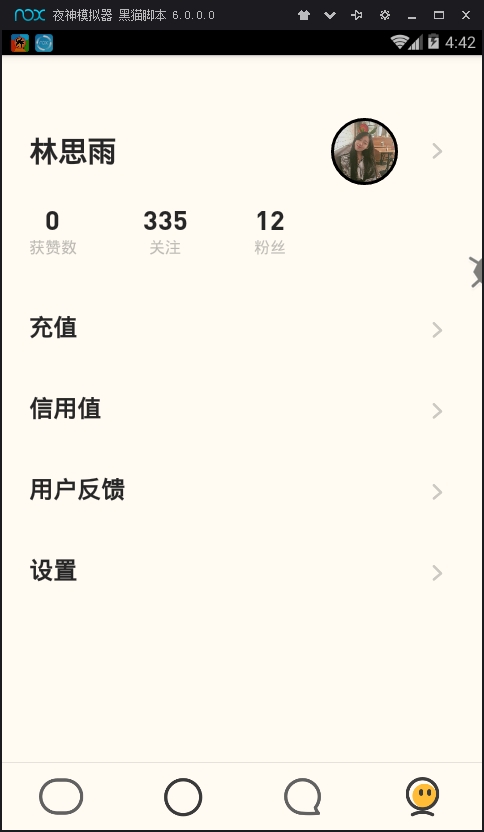 nox 夜神模拟器 黑猫脚本 6.0.0.0
4:42
林思雨
0 335 12
获赞数 关注 粉丝
充值
信用值
用户反馈
设置